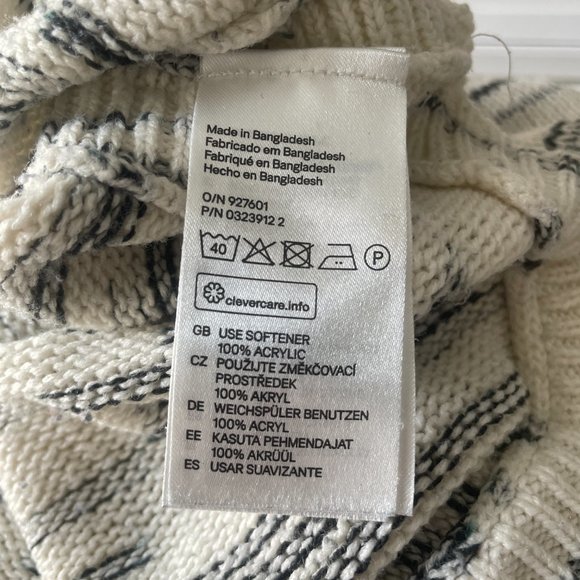 Made in Bangladesh
Fabricado em Bangladesh
Fabriqué en Bangladesh
Hecho en Bangladesh
O/N 927601
P/N 0323912 2
40 P
clevercare.info
GB USE SOFTENER
100% ACRYLIC
CZ POUŽIJTE ZMĚKČOVACÍ
PROSTŘEDEK
100% AKRYL
DE WEICHSPÜLER BENUTZEN
100% ACRYL
EE KASUTA PEHMENDAJAT
100% AKRÜÜL
ES USAR SUAVIZANTE